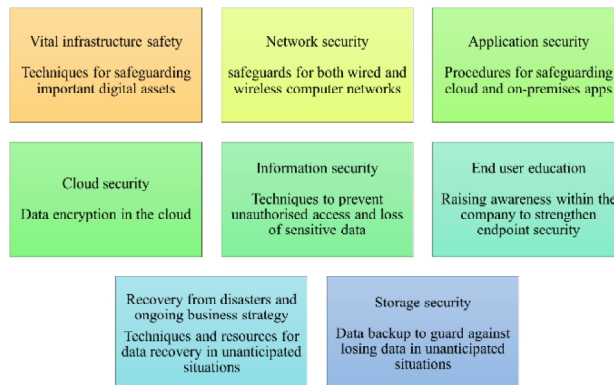 Vital infrastructure safety
Techniques for safeguarding
important digital assets
Network security
safeguards for both wired and
wireless computer networks
Application security
Procedures for safeguarding
cloud and on-premises apps
Cloud security
Data encryption in the cloud
Information security
Techniques to prevent
unauthorised access and loss
of sensitive data
End user education
Raising awareness within the
company to strengthen
endpoint security
Recovery from disasters and
ongoing business strategy
Techniques and resources for
data recovery in unanticipated
situations
Storage security
Data backup to guard against
losing data in unanticipated
situations